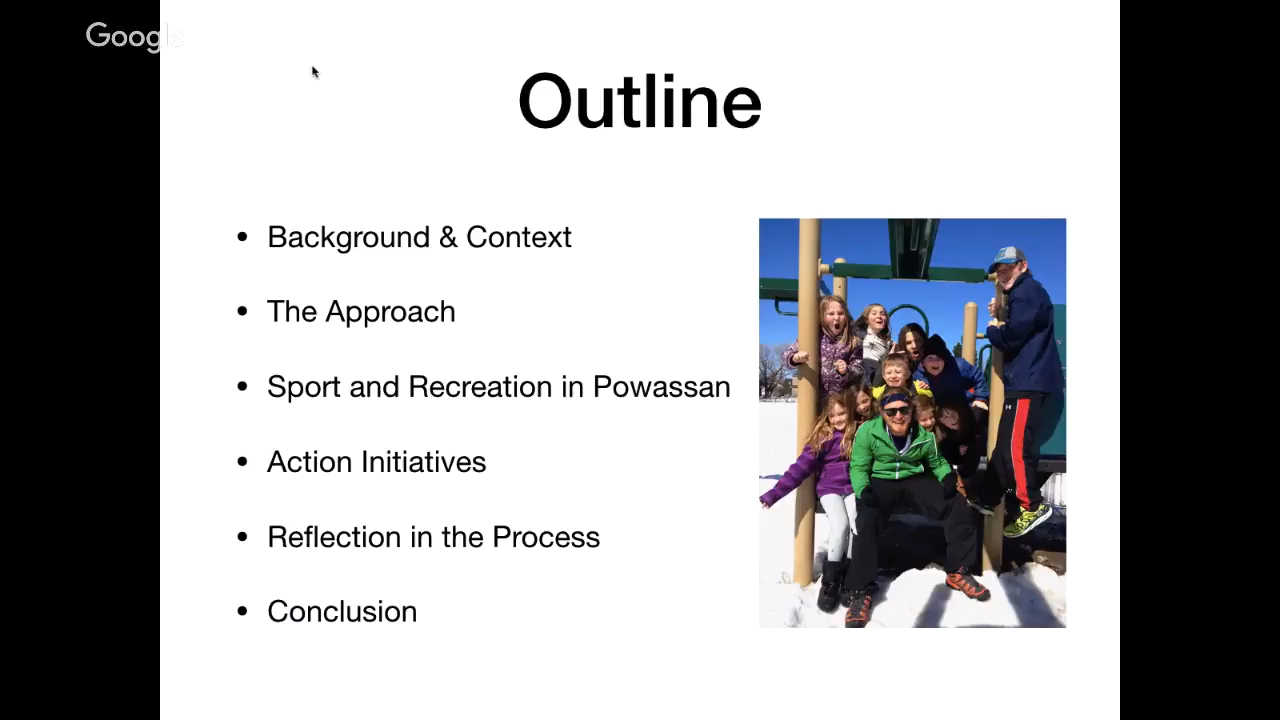 Google
Outline
• Background & Context
• The Approach
• Sport and Recreation in Powassan
• Action Initiatives
• Reflection in the Process
• Conclusion